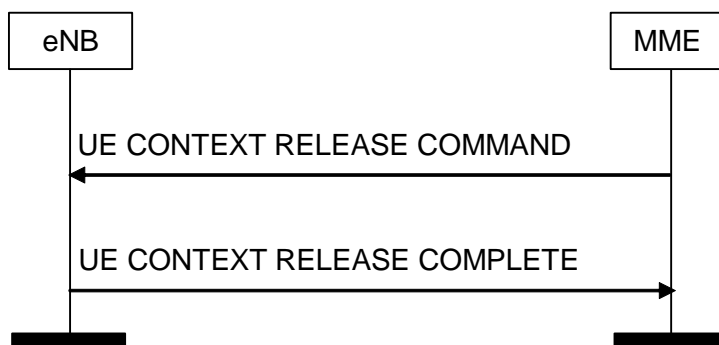 eNB
MME
UE CONTEXT RELEASE COMMAND
UE CONTEXT RELEASE COMPLETE